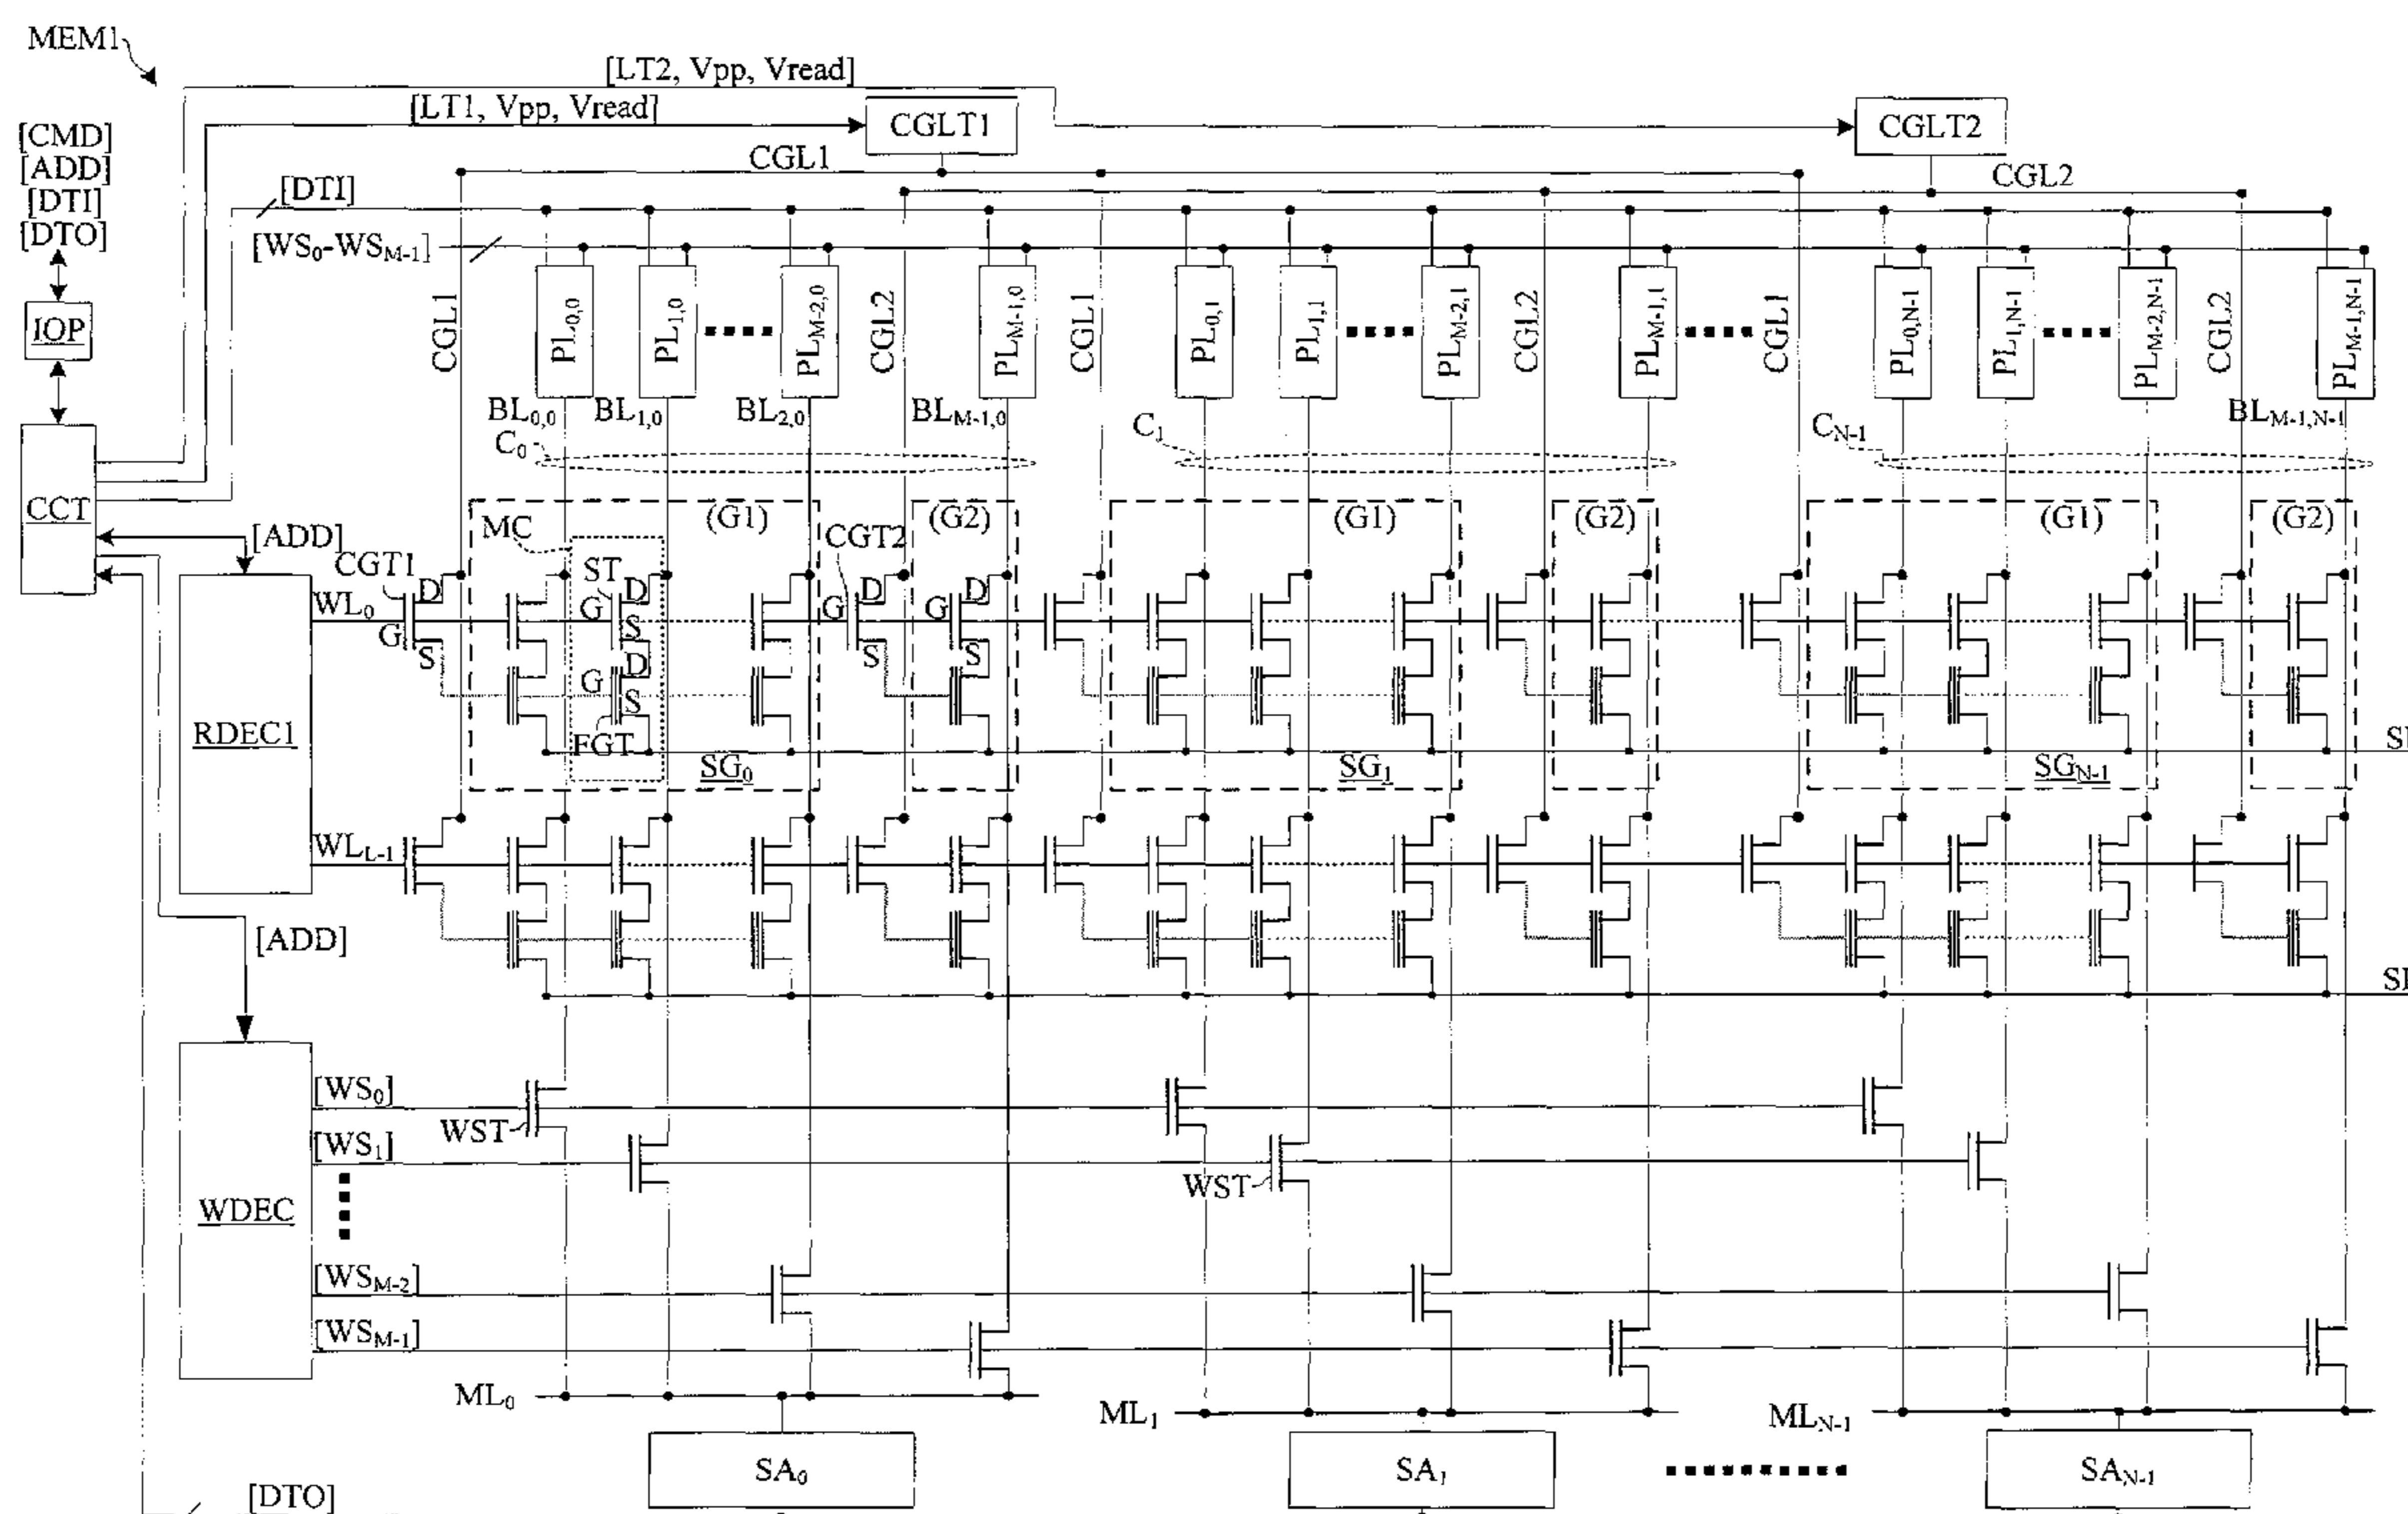 MEM1
[LT2, Vpp, Vread]
[LT1, Vpp, Vread]
CGLT1
CGLT2
[CMD]
[ADD]
[DTI]
[DTO]
CGL1
CGL2
[DTI]
[WS0-WSM-1]
IOP
CGL1
PL0,0
PL1,0
PLM-2,0
CGL2
PLM-1,0
CGL1
PL0,1
PL1,1
PLM-2,1
CGL2
PLM-1,1
CGL1
PL0,N-1
PL1,N-1
PLM-2,N-1
CGL2
PLM-1,N-1
BL0,0
BL1,0
BL2,0
BLM-1,0
BLM-1,N-1
C0
C1
CN-1
CCT
MC
(G1)
(G2)
(G1)
(G2)
(G1)
(G2)
[ADD]
CGT1
ST
CGT2
WL0
D
G
S
G
D
S
G
D
S
G
D
S
G
D
S
FGT
RDEC1
SG0
SG1
SGN-1
SL
SL
WLL-1
[ADD]
WDEC
[WS0]
WST
[WS1]
WST
[WSM-2]
[WSM-1]
ML0
ML1
MLN-1
SA0
SA1
SAN-1
[DTO]